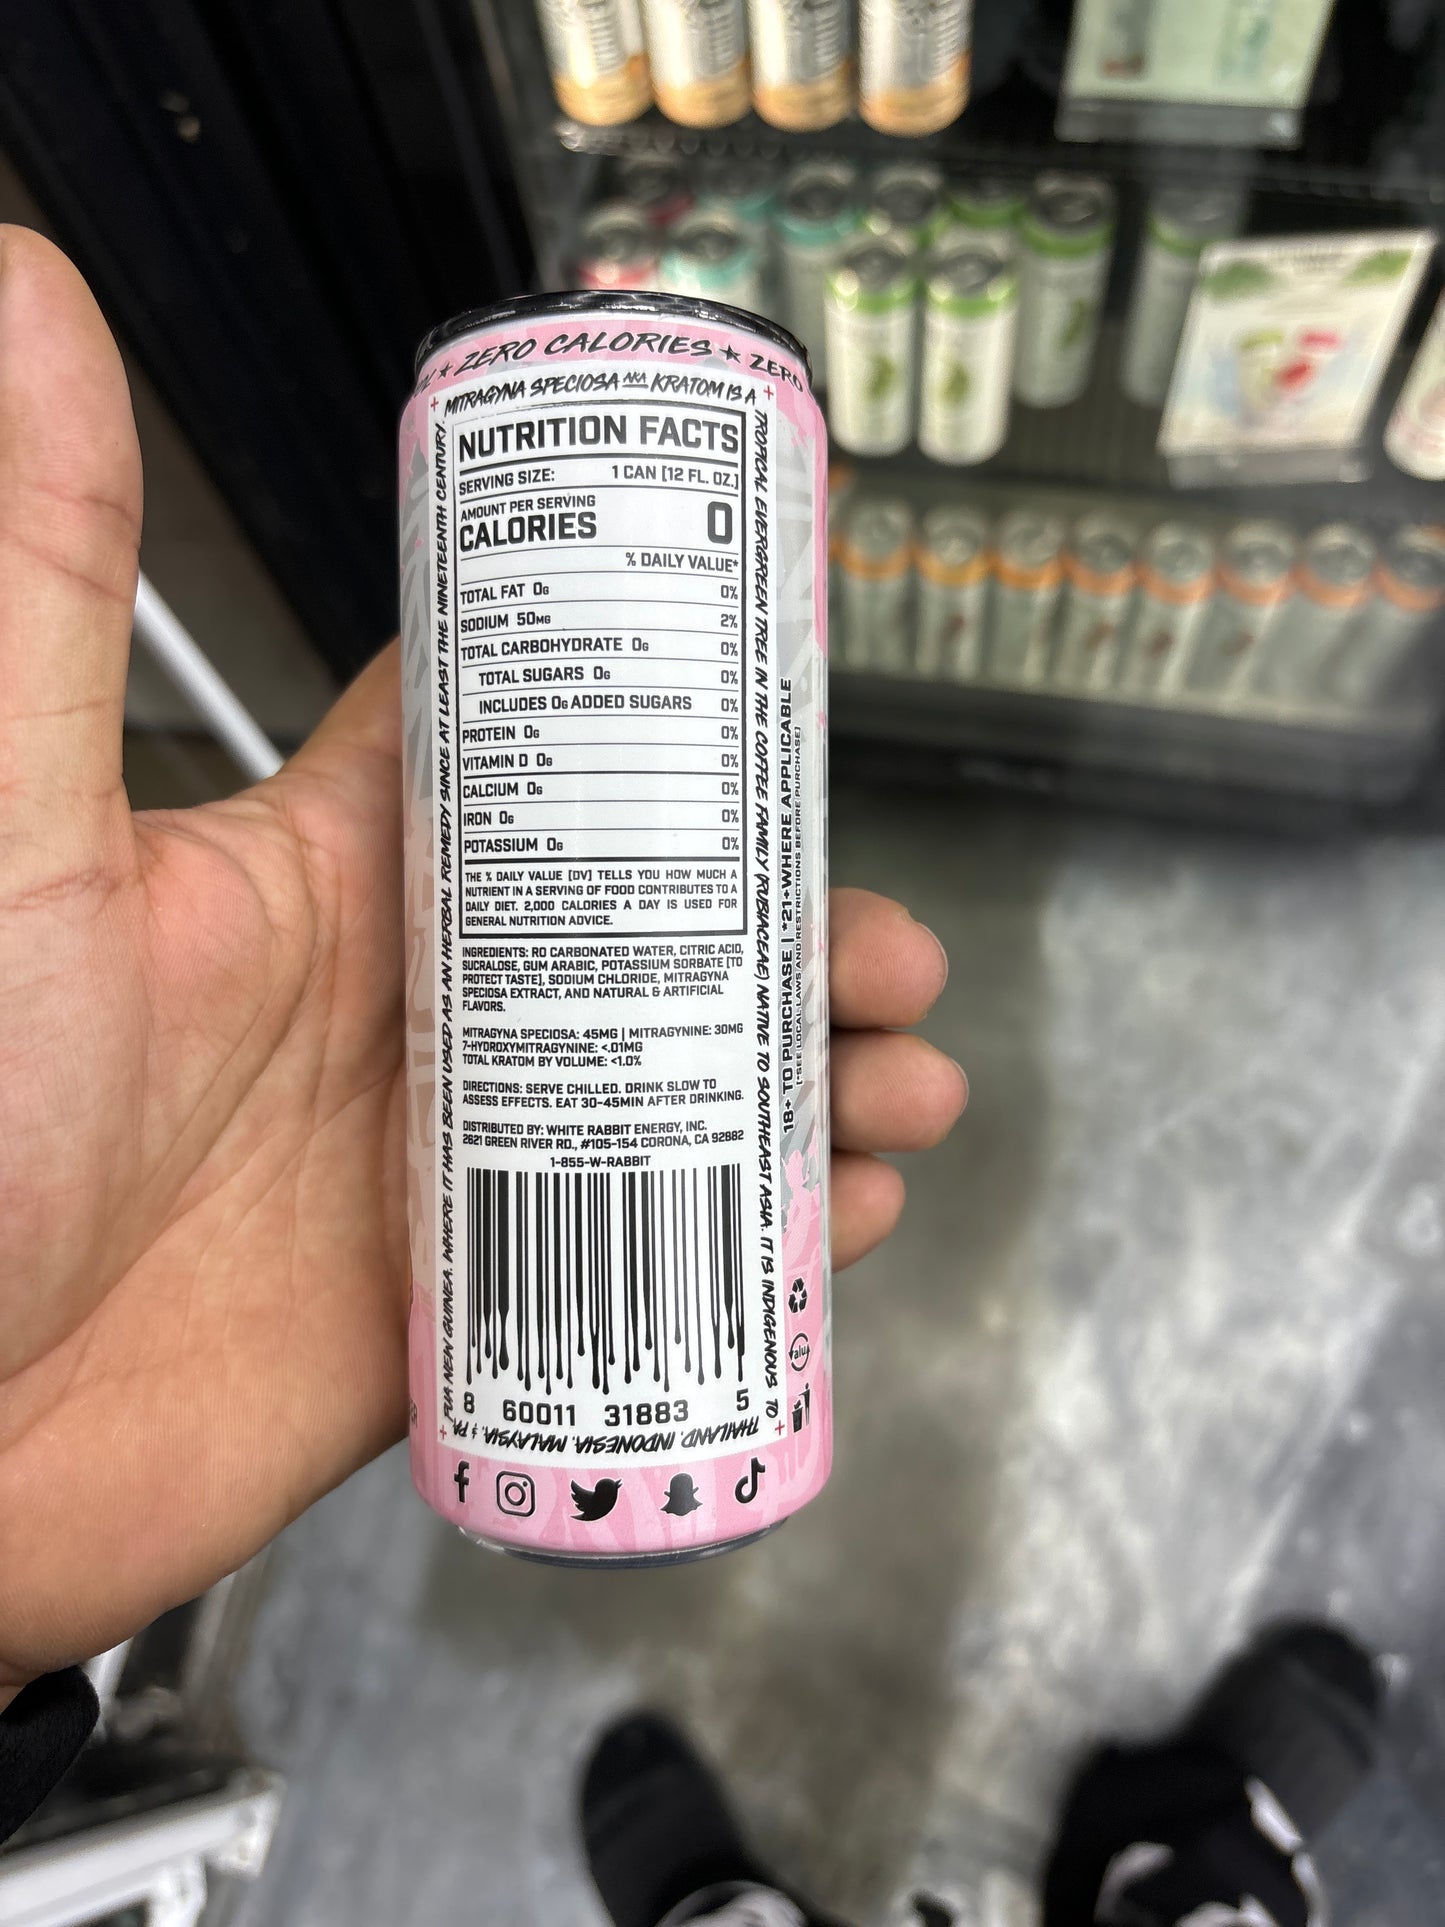 ★ ZERO CALORIES ★ ZERO
MITRAGYNA SPECIOSA AKA KRATOM IS A
TROPICAL EVERGREEN TREE IN THE COFFEE FAMILY (RUBIACEAE) NATIVE TO SOUTHEAST ASIA. IT IS INDIGENOUS TO
THAILAND, INDONESIA, MALAYSIA, & PA
PUA NEW GUINEA. WHERE IT HAS BEEN USED AS AN HERBAL REMEDY SINCE AT LEAST THE NINETEENTH CENTURY.
NUTRITION FACTS
SERVING SIZE: 1 CAN [12 FL. OZ.]
AMOUNT PER SERVING
CALORIES 0
% DAILY VALUE*
TOTAL FAT 0G 0%
SODIUM 50MG 2%
TOTAL CARBOHYDRATE 0G 0%
TOTAL SUGARS 0G 0%
INCLUDES 0G ADDED SUGARS 0%
PROTEIN 0G 0%
VITAMIN D 0G 0%
CALCIUM 0G 0%
IRON 0G 0%
POTASSIUM 0G 0%
THE % DAILY VALUE [DV] TELLS YOU HOW MUCH A
NUTRIENT IN A SERVING OF FOOD CONTRIBUTES TO A
DAILY DIET. 2,000 CALORIES A DAY IS USED FOR
GENERAL NUTRITION ADVICE.
INGREDIENTS: RO CARBONATED WATER, CITRIC ACID,
SUCRALOSE, GUM ARABIC, POTASSIUM SORBATE [TO
PROTECT TASTE], SODIUM CHLORIDE, MITRAGYNA
SPECIOSA EXTRACT, AND NATURAL & ARTIFICIAL
FLAVORS.
MITRAGYNA SPECIOSA: 45MG | MITRAGYNINE: 30MG
7-HYDROXYMITRAGYNINE: <.01MG
TOTAL KRATOM BY VOLUME: <1.0%
DIRECTIONS: SERVE CHILLED. DRINK SLOW TO
ASSESS EFFECTS. EAT 30-45MIN AFTER DRINKING.
DISTRIBUTED BY: WHITE RABBIT ENERGY, INC.
2621 GREEN RIVER RD., #105-154 CORONA, CA 92882
1-855-W-RABBIT
8 60011 31883 5
18+ TO PURCHASE | *21+WHERE APPLICABLE
[*SEE LOCAL LAWS AND RESTRICTIONS BEFORE PURCHASE]
alu